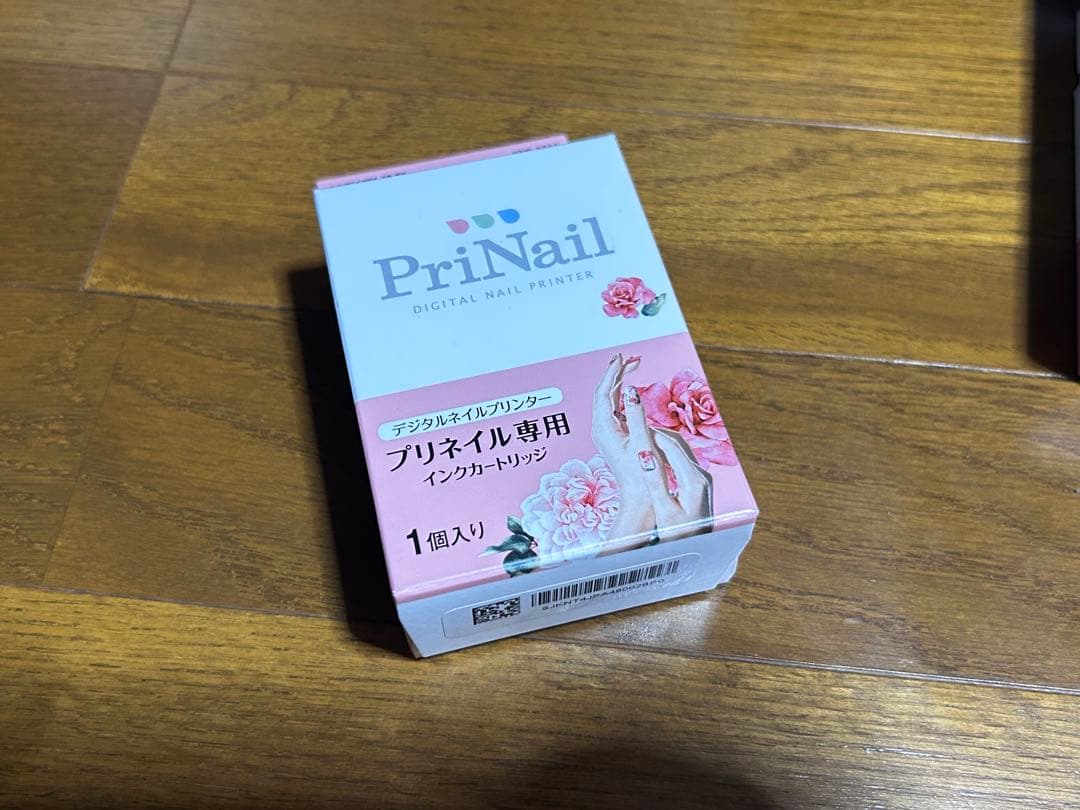 PriNail
DIGITAL NAIL PRINTER
デジタルネイルプリンター
プリネイル専用
インクカートリッジ
1個入り